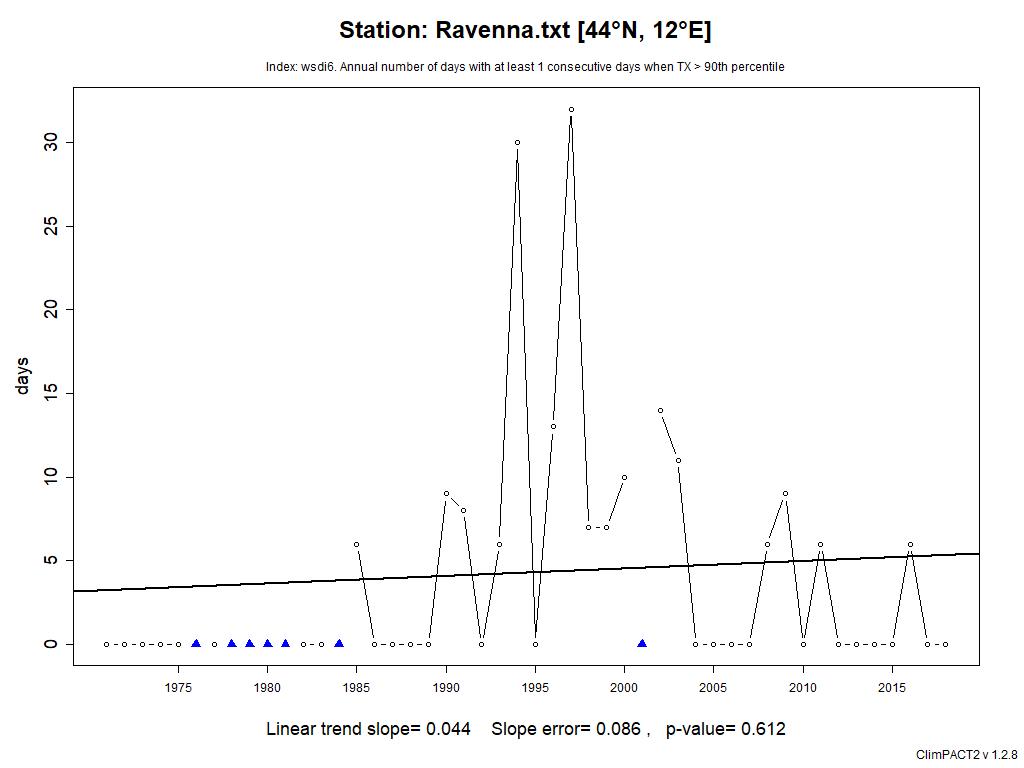 Station: Ravenna.txt [44°N, 12°E]
Index: wsdi6. Annual number of days with at least 1 consecutive days when TX > 90th percentile
30
25
20
15
10
5
0
days
1975 1980 1985 1990 1995 2000 2005 2010 2015
Linear trend slope= 0.044 Slope error= 0.086 , p-value= 0.612
ClimPACT2 v 1.2.8